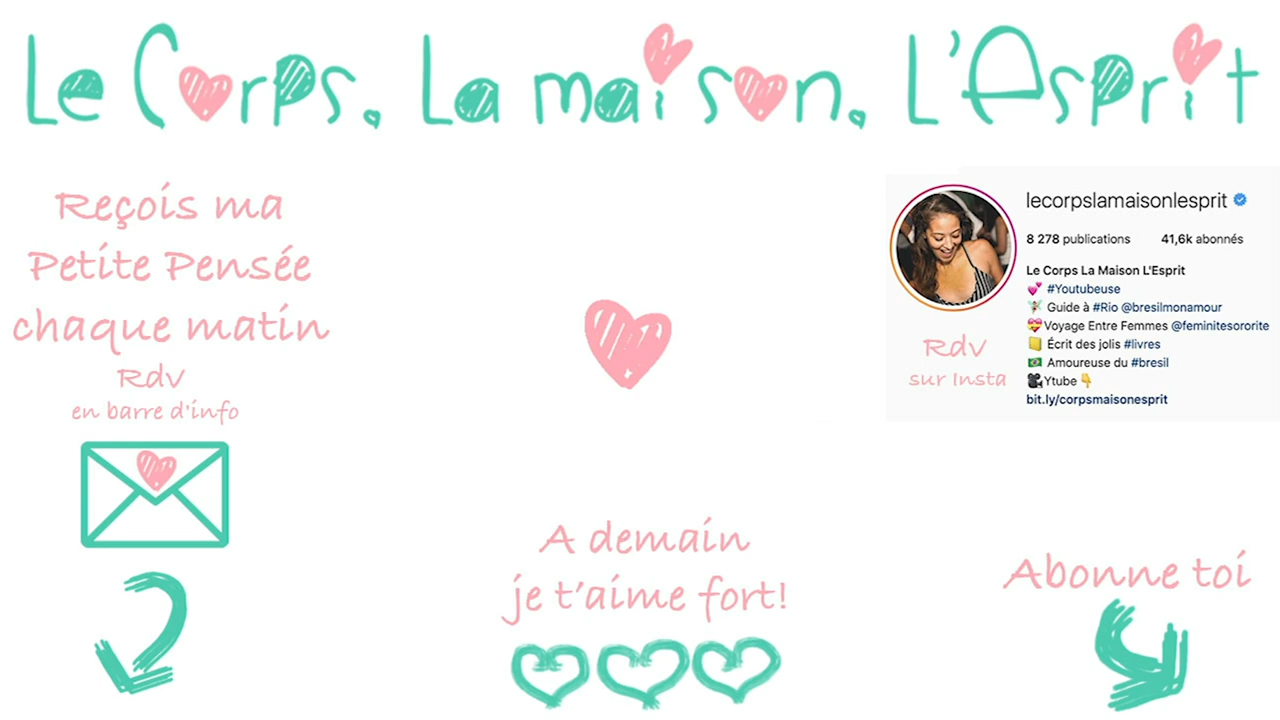 Le Corps. La maison. L'Esprit
Reçois ma
Petite Pensée
chaque matin
Rdv
en barre d'info
lecorpslamaisonlesprit
8 278 publications 41,6k abonnés
Le Corps La Maison L'Esprit
💕 #Youtubeuse
🧚 Guide à #Rio @bresilmonamour
💝Voyage Entre Femmes @feminitesororite
📒 Écrit des jolis #livres
🇧🇷 Amoureuse du #bresil
🎥Ytube👇
bit.ly/corpsmaisonesprit
Rdv
sur Insta
A demain
je t'aime fort!
Abonne toi